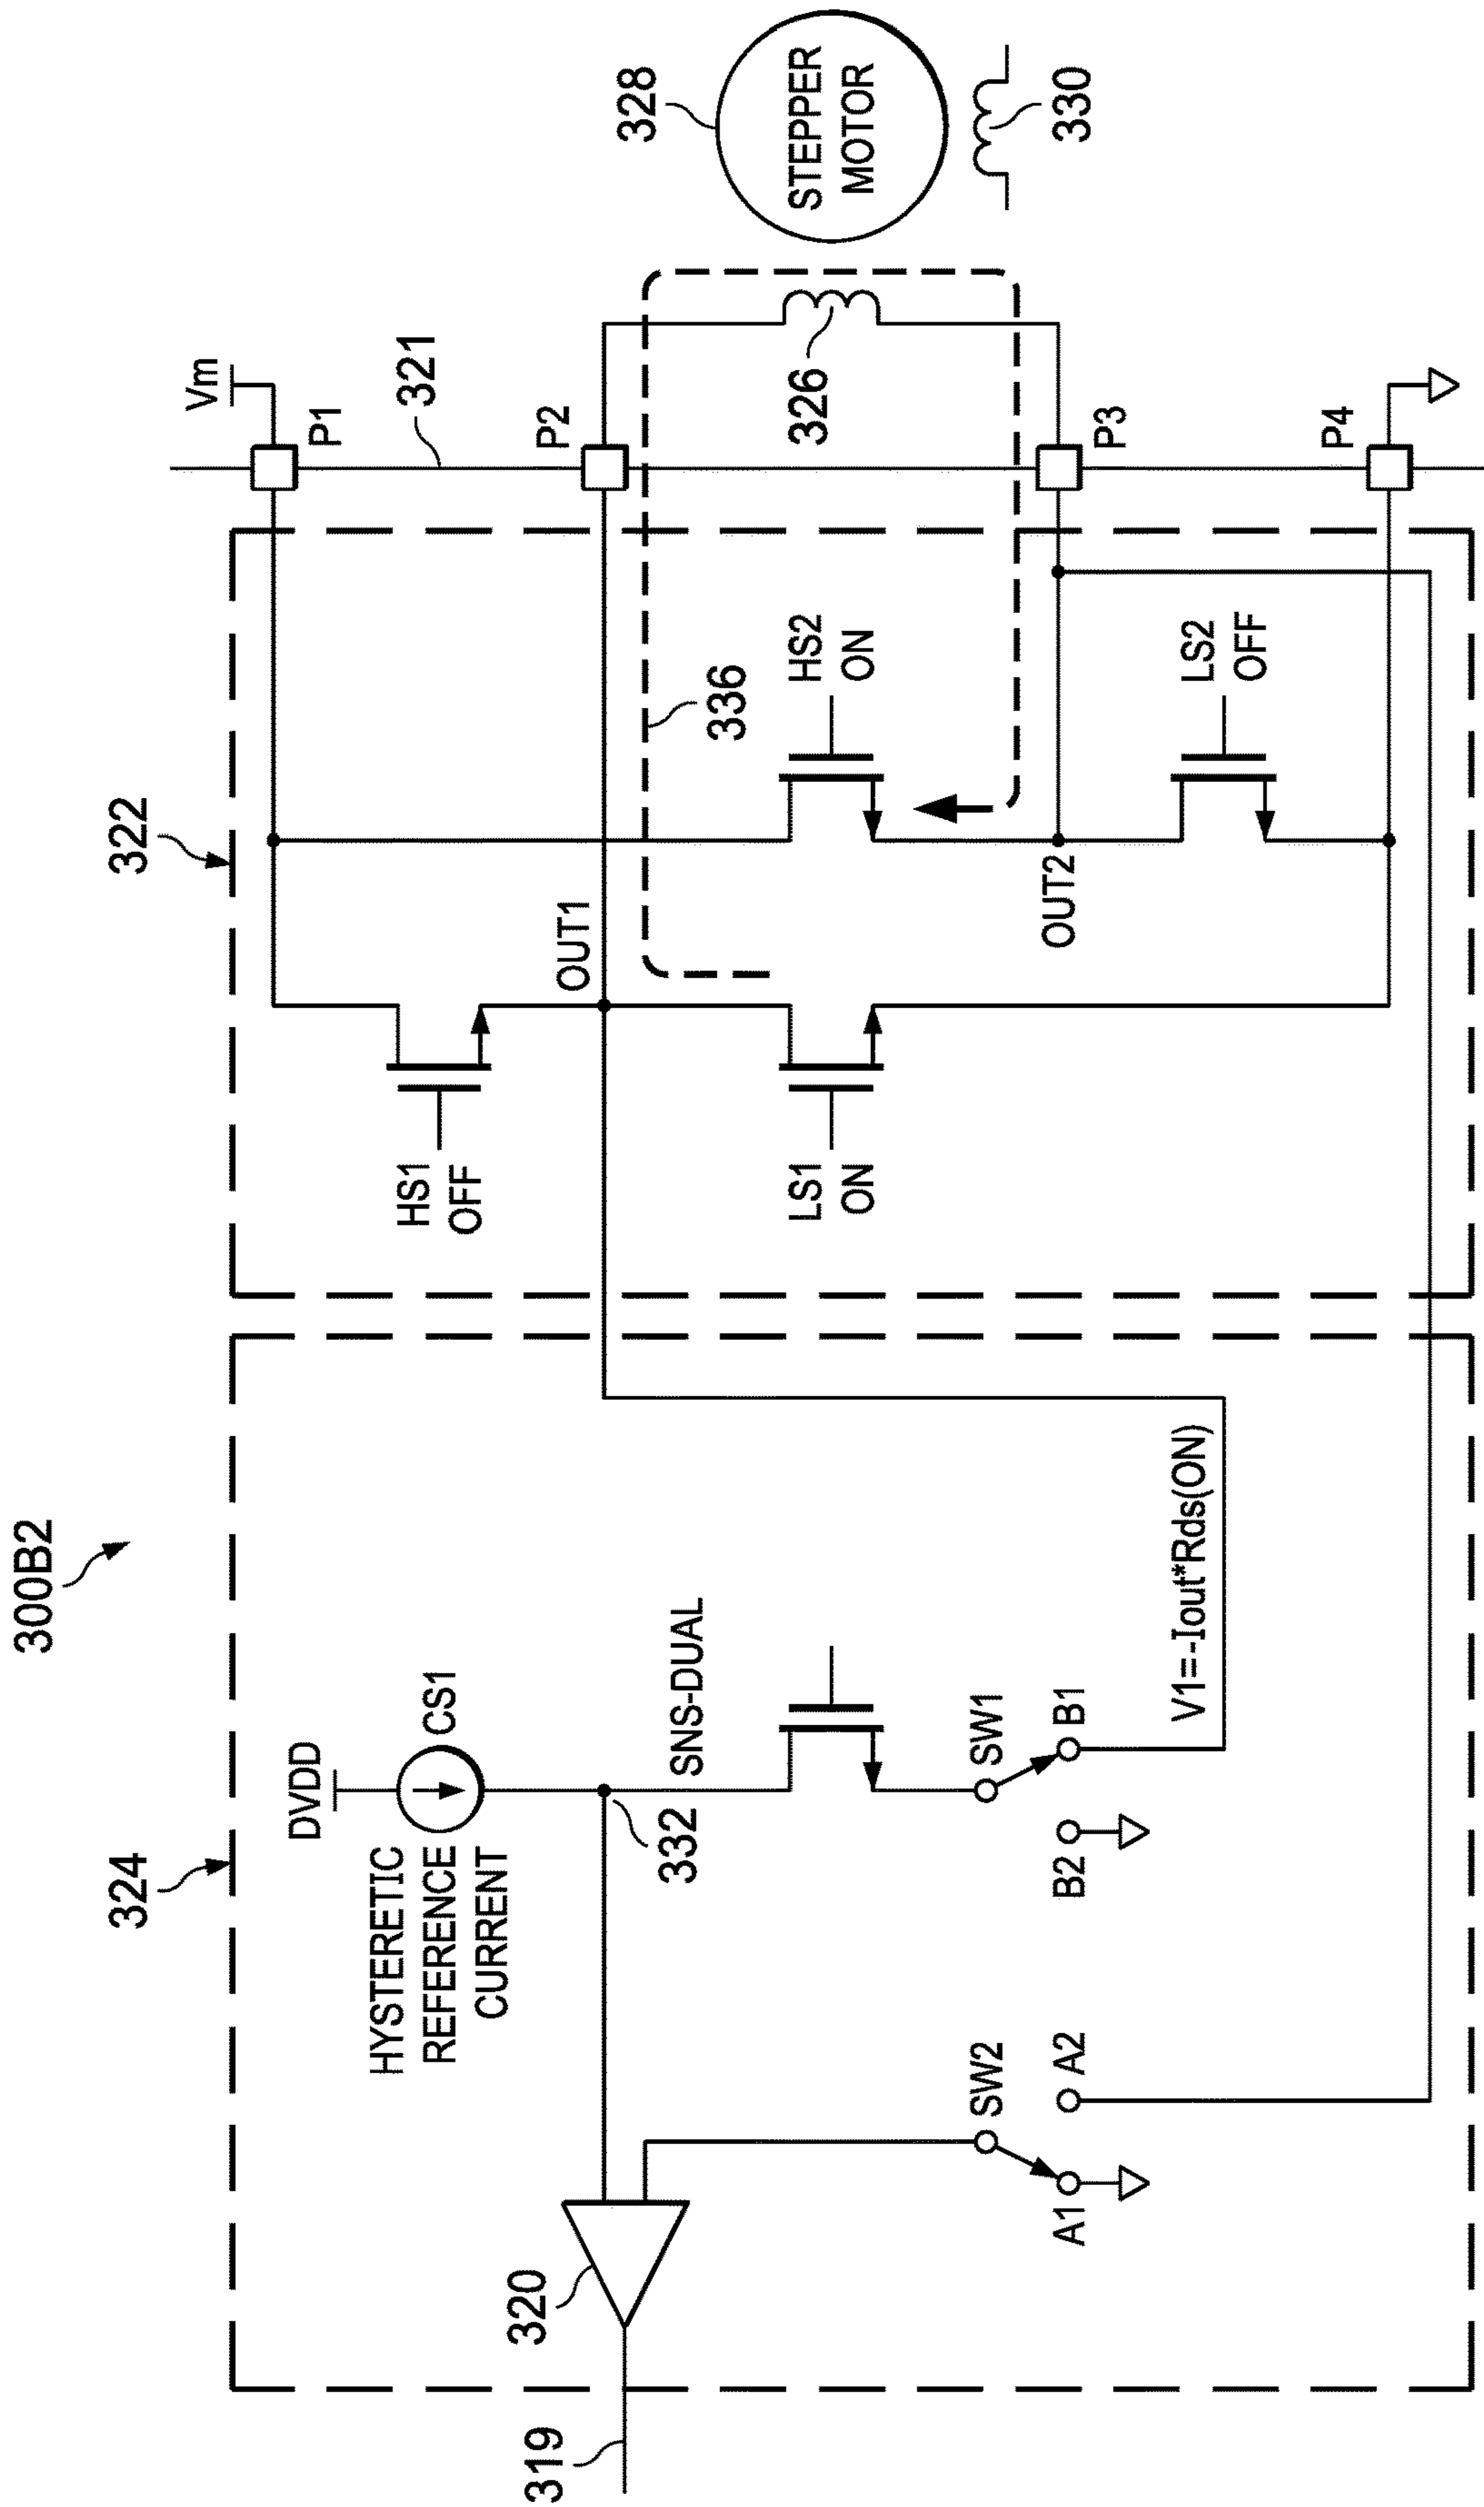 300B2
324
322
DVDD
CS1
HYSTERETIC
REFERENCE
CURRENT
332
SNS-DUAL
320
319
SW2
A1
A2
SW1
B2
B1
V1=-Iout*Rds(ON)
HS1
OFF
LS1
ON
OUT1
336
HS2
ON
OUT2
LS2
OFF
Vm
P1
321
P2
326
P3
P4
328
STEPPER
MOTOR
330